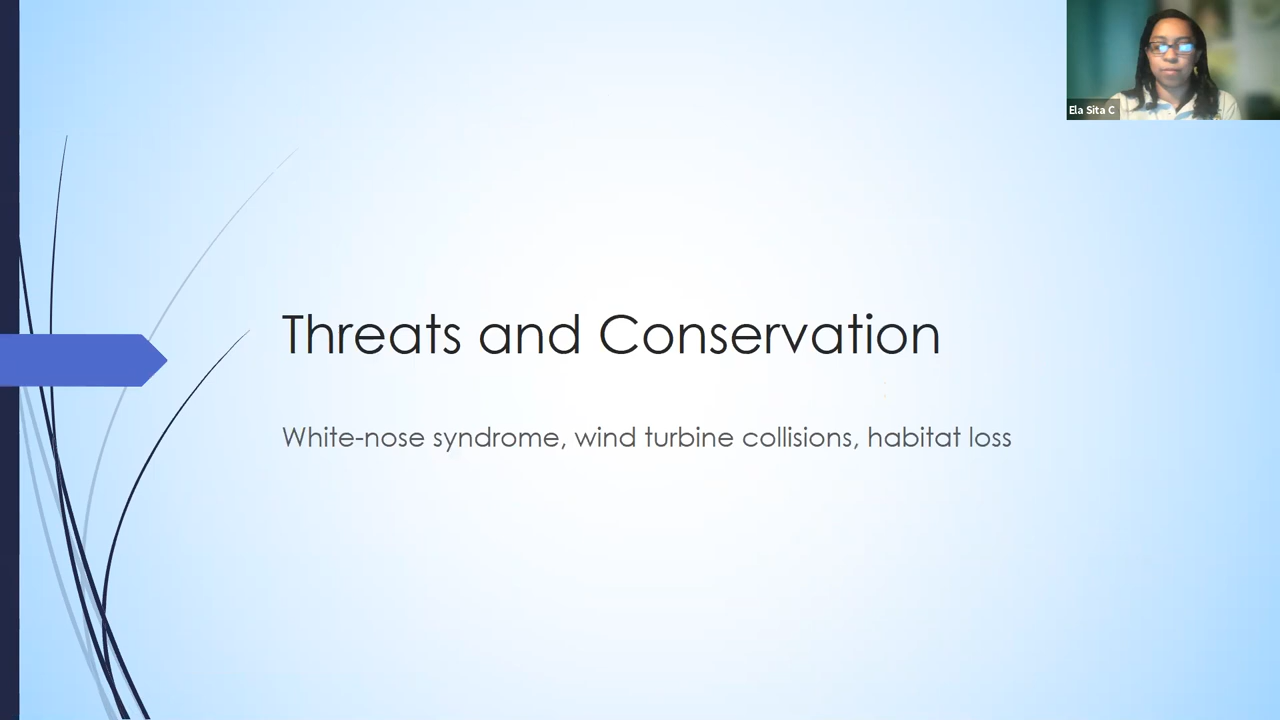 Ela Sita C
Threats and Conservation
White-nose syndrome, wind turbine collisions, habitat loss